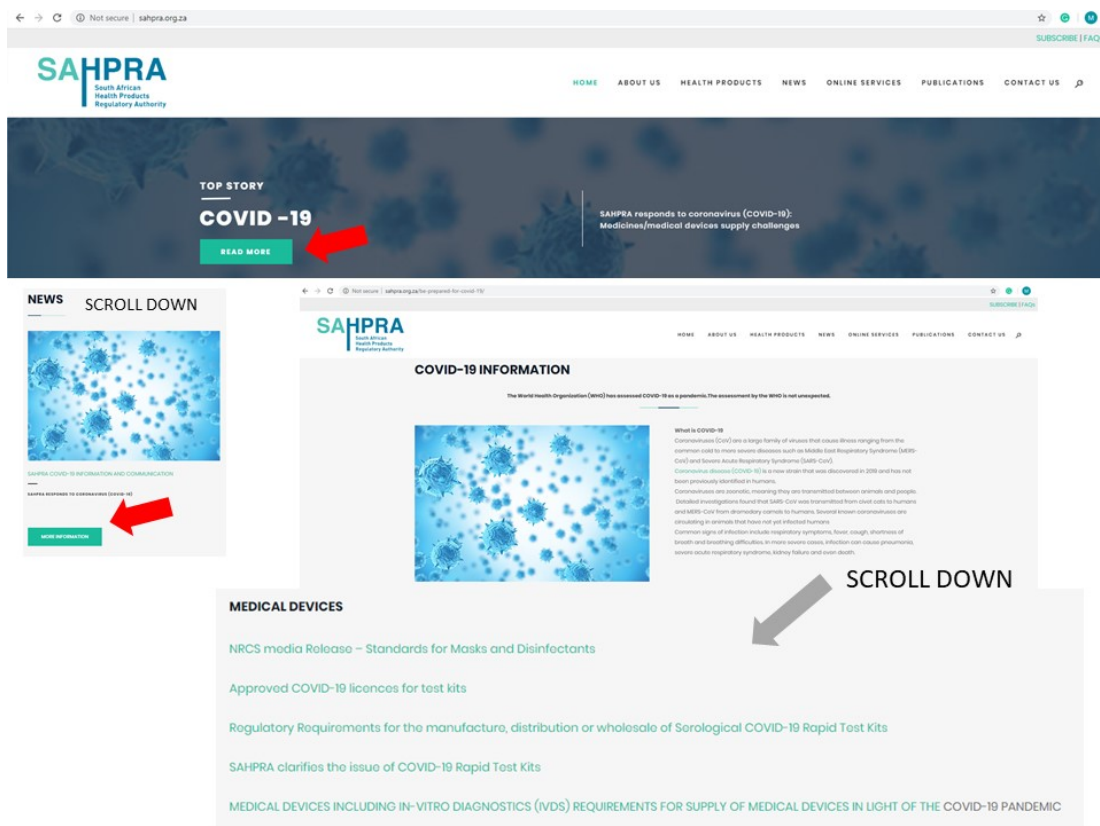 Not secure | sahpra.org.za
M
SUBSCRIBE | FAQ
SAHPRA
South African
Health Products
Regulatory Authority
HOME ABOUT US HEALTH PRODUCTS NEWS ONLINE SERVICES PUBLICATIONS CONTACT US
TOP STORY
COVID -19
READ MORE
SAHPRA responds to coronavirus (COVID-19):
Medicines/medical devices supply challenges
NEWS
SCROLL DOWN
SAHPRA COVID-19 INFORMATION AND COMMUNICATION
SAHPRA RESPONDS TO CORONAVIRUS (COVID-19)
MORE INFORMATION
Not secure | sahpra.org.za/be-prepared-for-covid-19/
SUBSCRIBE | FAQs
SAHPRA
South African
Health Products
Regulatory Authority
HOME ABOUT US HEALTH PRODUCTS NEWS ONLINE SERVICES PUBLICATIONS CONTACT US
COVID-19 INFORMATION
The World Health Organization (WHO) has assessed COVID-19 as a pandemic.The assessment by the WHO is not unexpected.
What is COVID-19
Coronaviruses (CoV) are a large family of viruses that cause illness ranging from the
common cold to more severe diseases such as Middle East Respiratory Syndrome (MERS-
CoV) and Severe Acute Respiratory Syndrome (SARS-CoV).
Coronavirus disease (COVID-19) is a new strain that was discovered in 2019 and has not
been previously identified in humans.
Coronaviruses are zoonotic, meaning they are transmitted between animals and people.
Detailed investigations found that SARS-CoV was transmitted from civet cats to humans
and MERS-CoV from dromedary camels to humans. Several known coronaviruses are
circulating in animals that have not yet infected humans
Common signs of infection include respiratory symptoms, fever, cough, shortness of
breath and breathing difficulties. In more severe cases, infection can cause pneumonia,
severe acute respiratory syndrome, kidney failure and even death.
SCROLL DOWN
MEDICAL DEVICES
NRCS media Release – Standards for Masks and Disinfectants
Approved COVID-19 licences for test kits
Regulatory Requirements for the manufacture, distribution or wholesale of Serological COVID-19 Rapid Test Kits
SAHPRA clarifies the issue of COVID-19 Rapid Test Kits
MEDICAL DEVICES INCLUDING IN-VITRO DIAGNOSTICS (IVDS) REQUIREMENTS FOR SUPPLY OF MEDICAL DEVICES IN LIGHT OF THE COVID-19 PANDEMIC